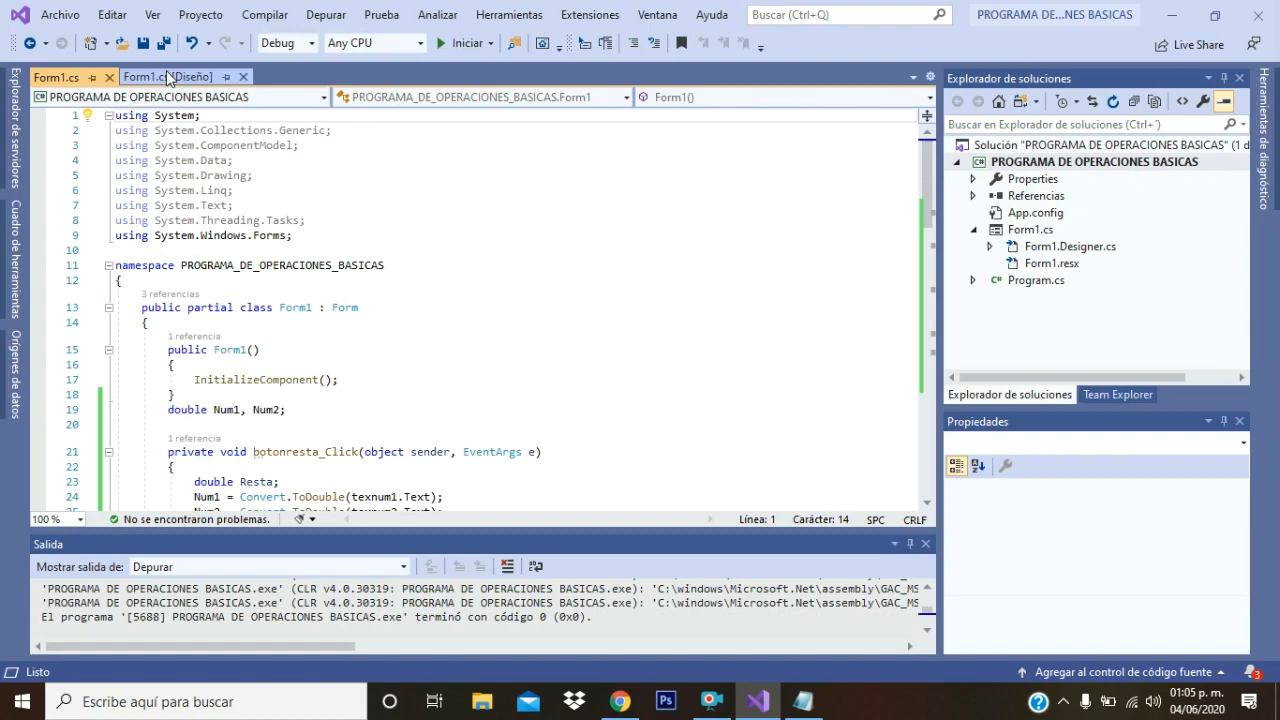 Archivo Editar Ver Proyecto Compilar Depurar Prueba Analizar Herramientas Extensiones Ventana Ayuda Buscar (Ctrl+Q) PROGRAMA DE...NES BASICAS
Debug Any CPU Iniciar Live Share
Form1.cs Form1.cs [Diseño]
PROGRAMA DE OPERACIONES BASICAS PROGRAMA_DE_OPERACIONES_BASICAS.Form1 Form1()
1 using System;
2 using System.Collections.Generic;
3 using System.ComponentModel;
4 using System.Data;
5 using System.Drawing;
6 using System.Linq;
7 using System.Text;
8 using System.Threading.Tasks;
9 using System.Windows.Forms;
10
11 namespace PROGRAMA_DE_OPERACIONES_BASICAS
12 {
3 referencias
13 public partial class Form1 : Form
14 {
1 referencia
15 public Form1()
16 {
17 InitializeComponent();
18 }
19 double Num1, Num2;
20
1 referencia
21 private void botonresta_Click(object sender, EventArgs e)
22 {
23 double Resta;
24 Num1 = Convert.ToDouble(texnum1.Text);
100 % No se encontraron problemas. Línea: 1 Carácter: 14 SPC CRLF
Salida
Mostrar salida de: Depurar
'PROGRAMA DE OPERACIONES BASICAS.exe' (CLR v4.0.30319: PROGRAMA DE OPERACIONES BASICAS.exe): 'C:\windows\Microsoft.Net\assembly\GAC_MS
'PROGRAMA DE OPERACIONES BASICAS.exe' (CLR v4.0.30319: PROGRAMA DE OPERACIONES BASICAS.exe): 'C:\windows\Microsoft.Net\assembly\GAC_MS
El programa '[5688] PROGRAMA DE OPERACIONES BASICAS.exe' terminó con código 0 (0x0).
Explorador de servidores
Cuadro de herramientas
Orígenes de datos
Explorador de soluciones
Buscar en Explorador de soluciones (Ctrl+´)
Solución "PROGRAMA DE OPERACIONES BASICAS" (1 d
PROGRAMA DE OPERACIONES BASICAS
Properties
Referencias
App.config
Form1.cs
Form1.Designer.cs
Form1.resx
Program.cs
Explorador de soluciones Team Explorer
Propiedades
Herramientas de diagnóstico
Listo Agregar al control de código fuente 3
Escribe aquí para buscar
Ps
01:05 p. m.
04/06/2020